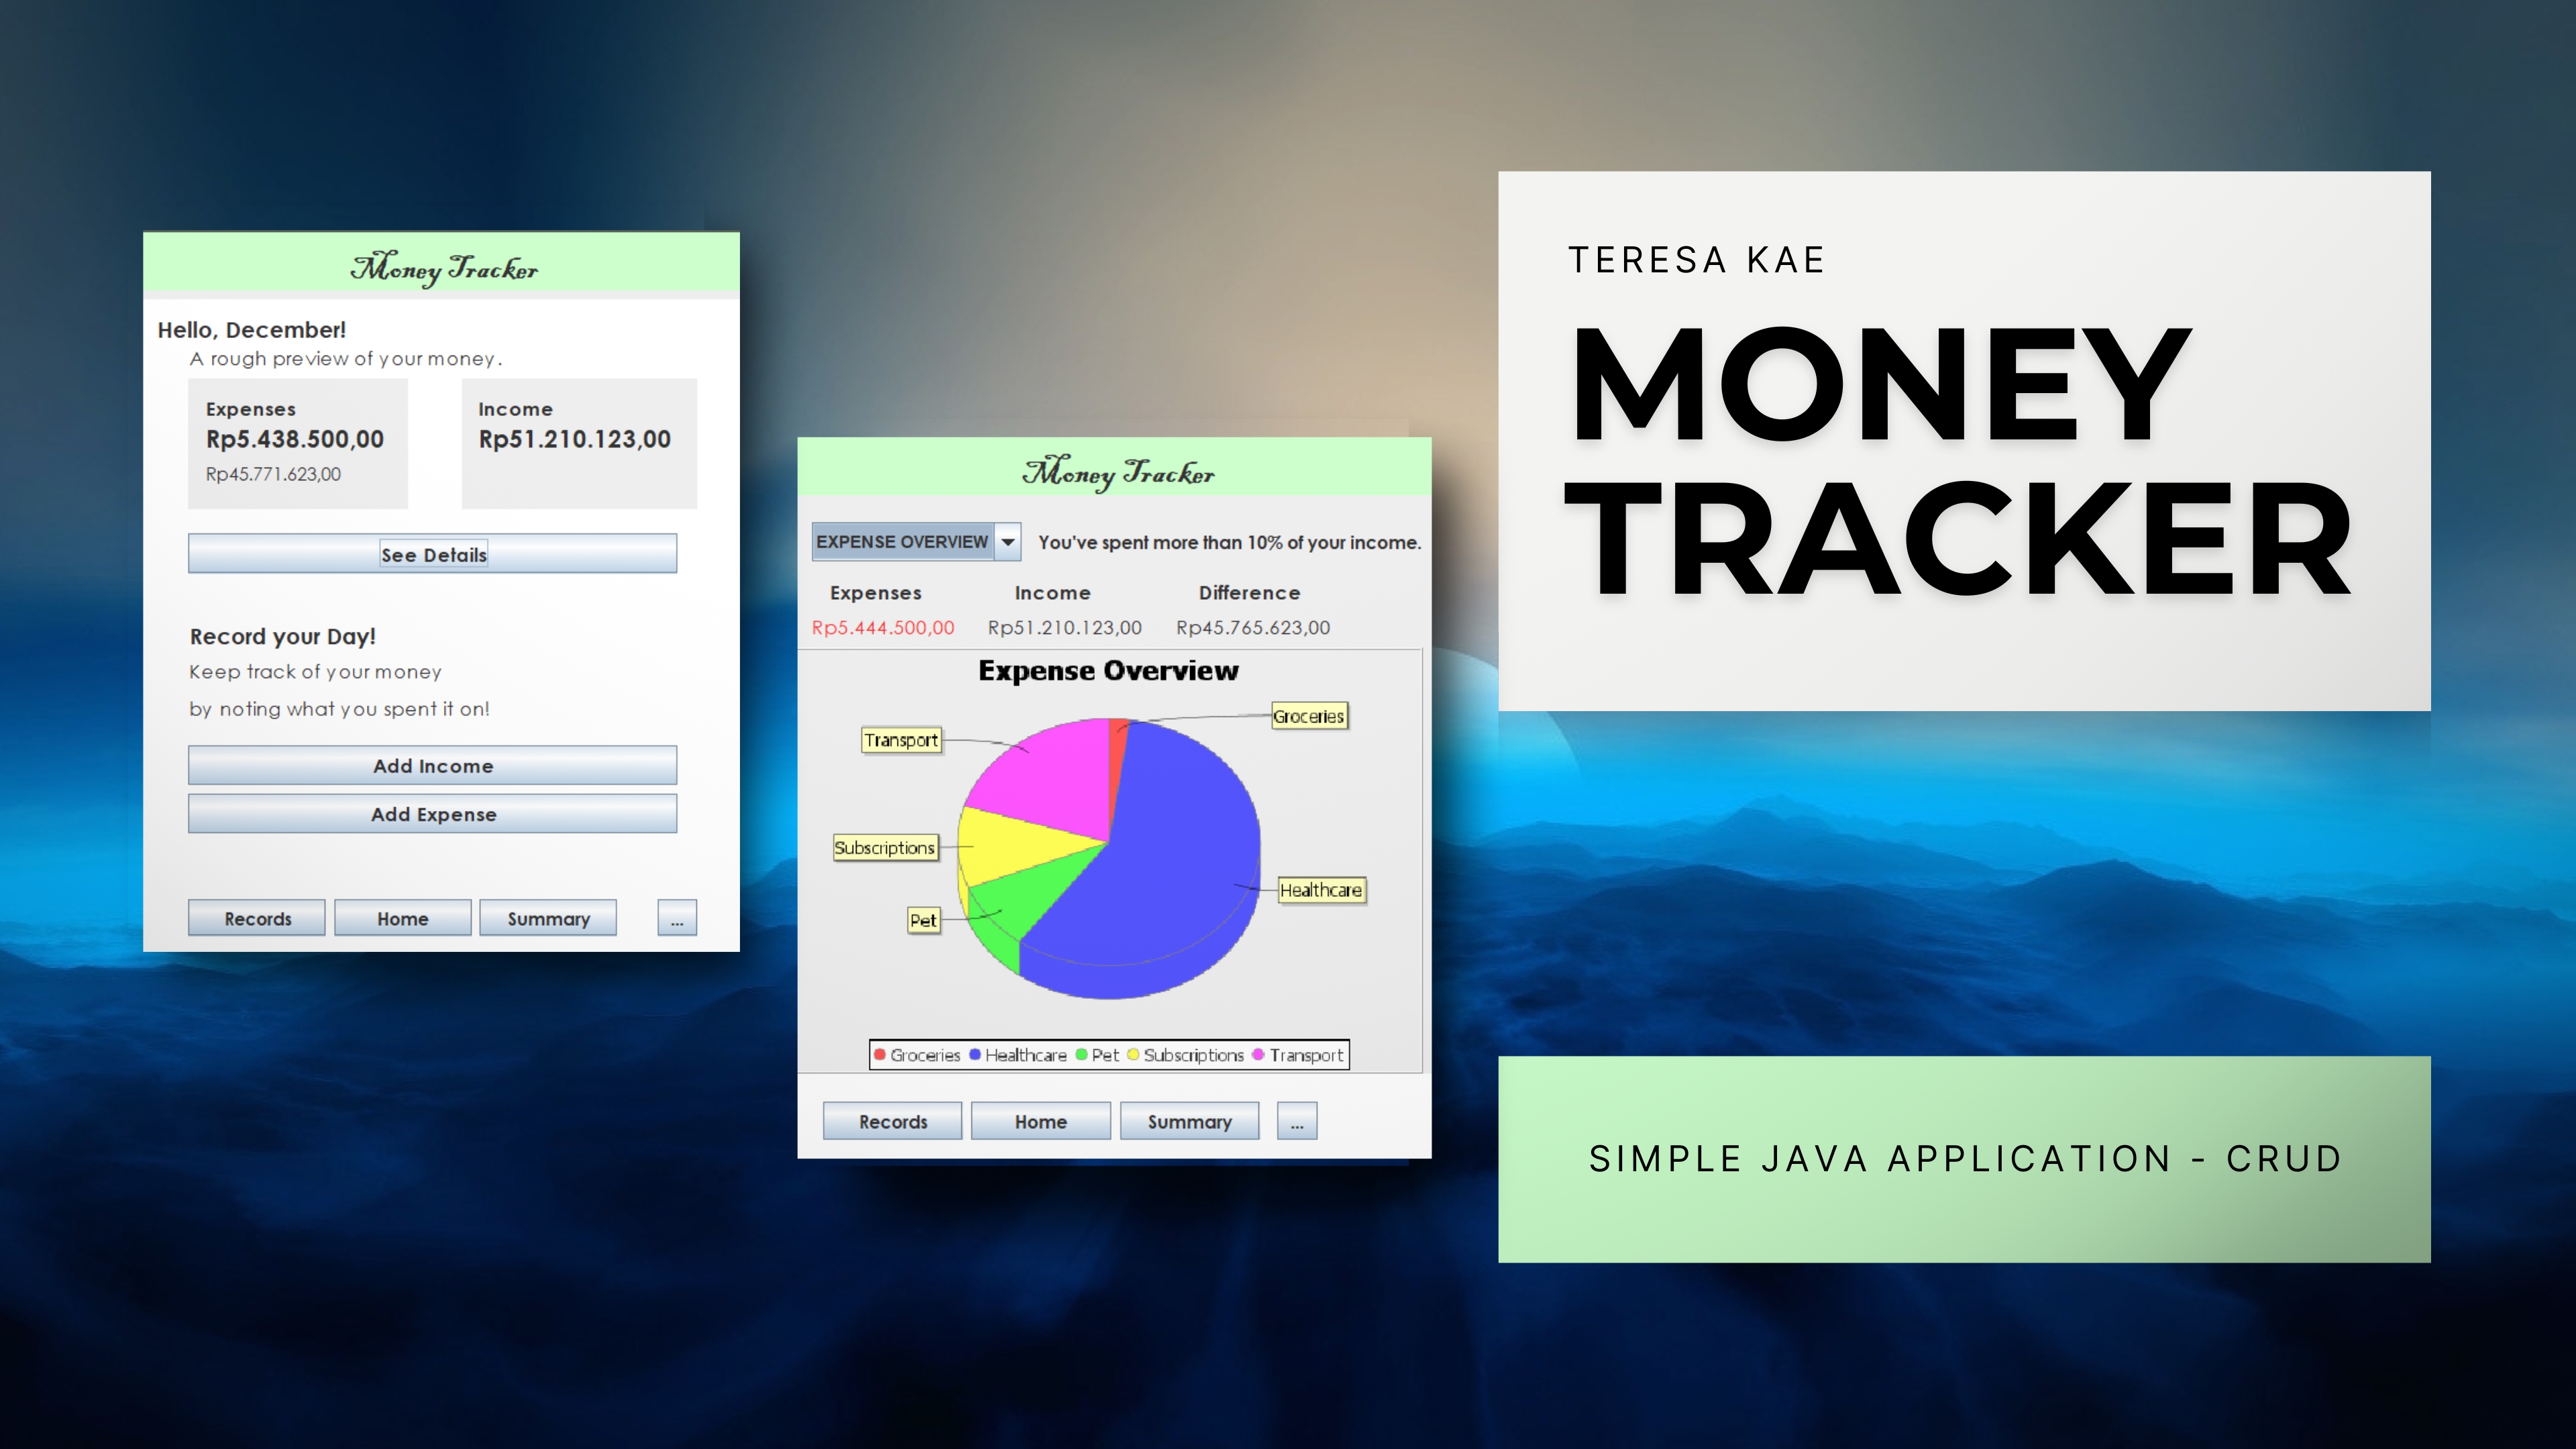 Money Tracker
Hello, December!
A rough preview of your money.
Expenses
Rp5.438.500,00
Rp45.771.623,00
Income
Rp51.210.123,00
See Details
Record your Day!
Keep track of your money
by noting what you spent it on!
Add Income
Add Expense
Records Home Summary ...
Money Tracker
EXPENSE OVERVIEW You've spent more than 10% of your income.
Expenses Income Difference
Rp5.444.500,00 Rp51.210.123,00 Rp45.765.623,00
Expense Overview
Groceries
Transport
Subscriptions
Healthcare
Pet
Groceries Healthcare Pet Subscriptions Transport
Records Home Summary ...
TERESA KAE
MONEY
TRACKER
SIMPLE JAVA APPLICATION - CRUD